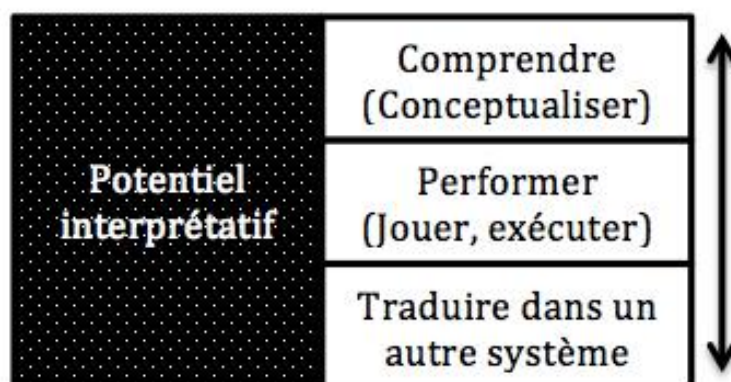 Potentiel
interprétatif
Comprendre
(Conceptualiser)
Performer
(Jouer, exécuter)
Traduire dans un
autre système